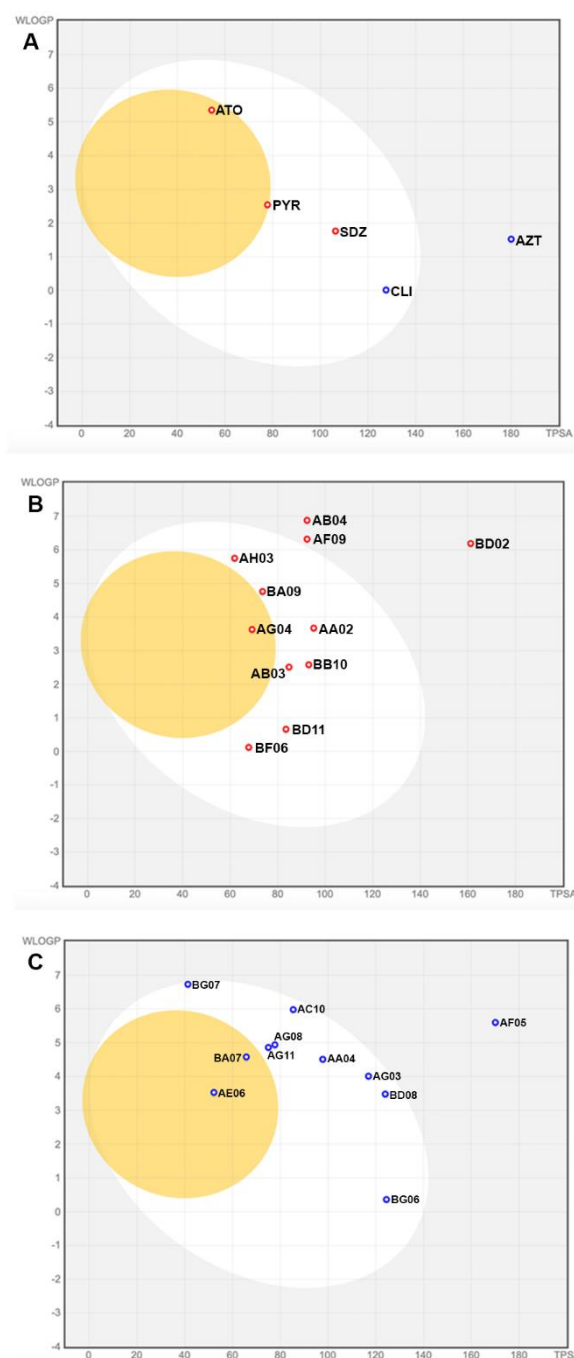 WLOGP
A
7
6
5
4
3
2
1
0
-1
-2
-3
-4
ATO
PYR
SDZ
AZT
CLI
0 20 40 60 80 100 120 140 160 180 TPSA
WLOGP
B
7
6
5
4
3
2
1
0
-1
-2
-3
-4
AB04
AF09
BD02
AH03
BA09
AG04 AA02
AB03 BB10
BD11
BF06
0 20 40 60 80 100 120 140 160 180 TPSA
WLOGP
C
7
6
5
4
3
2
1
0
-1
-2
-3
-4
BG07
AC10
AF05
AG08
AG11
BA07 AA04
AG03
AE06 BD08
BG06
0 20 40 60 80 100 120 140 160 180 TPSA